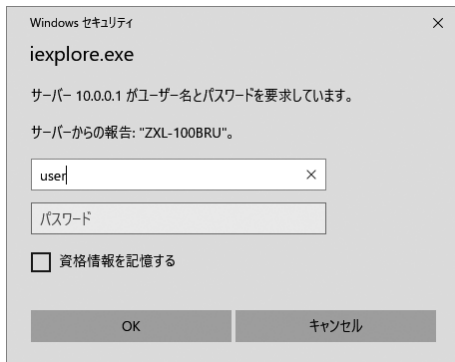 Windows セキュリティ
iexplore.exe
サーバー 10.0.0.1 がユーザー名とパスワードを要求しています。
サーバーからの報告: "ZXL-100BRU"。
user
パスワード
資格情報を記憶する
OK
キャンセル